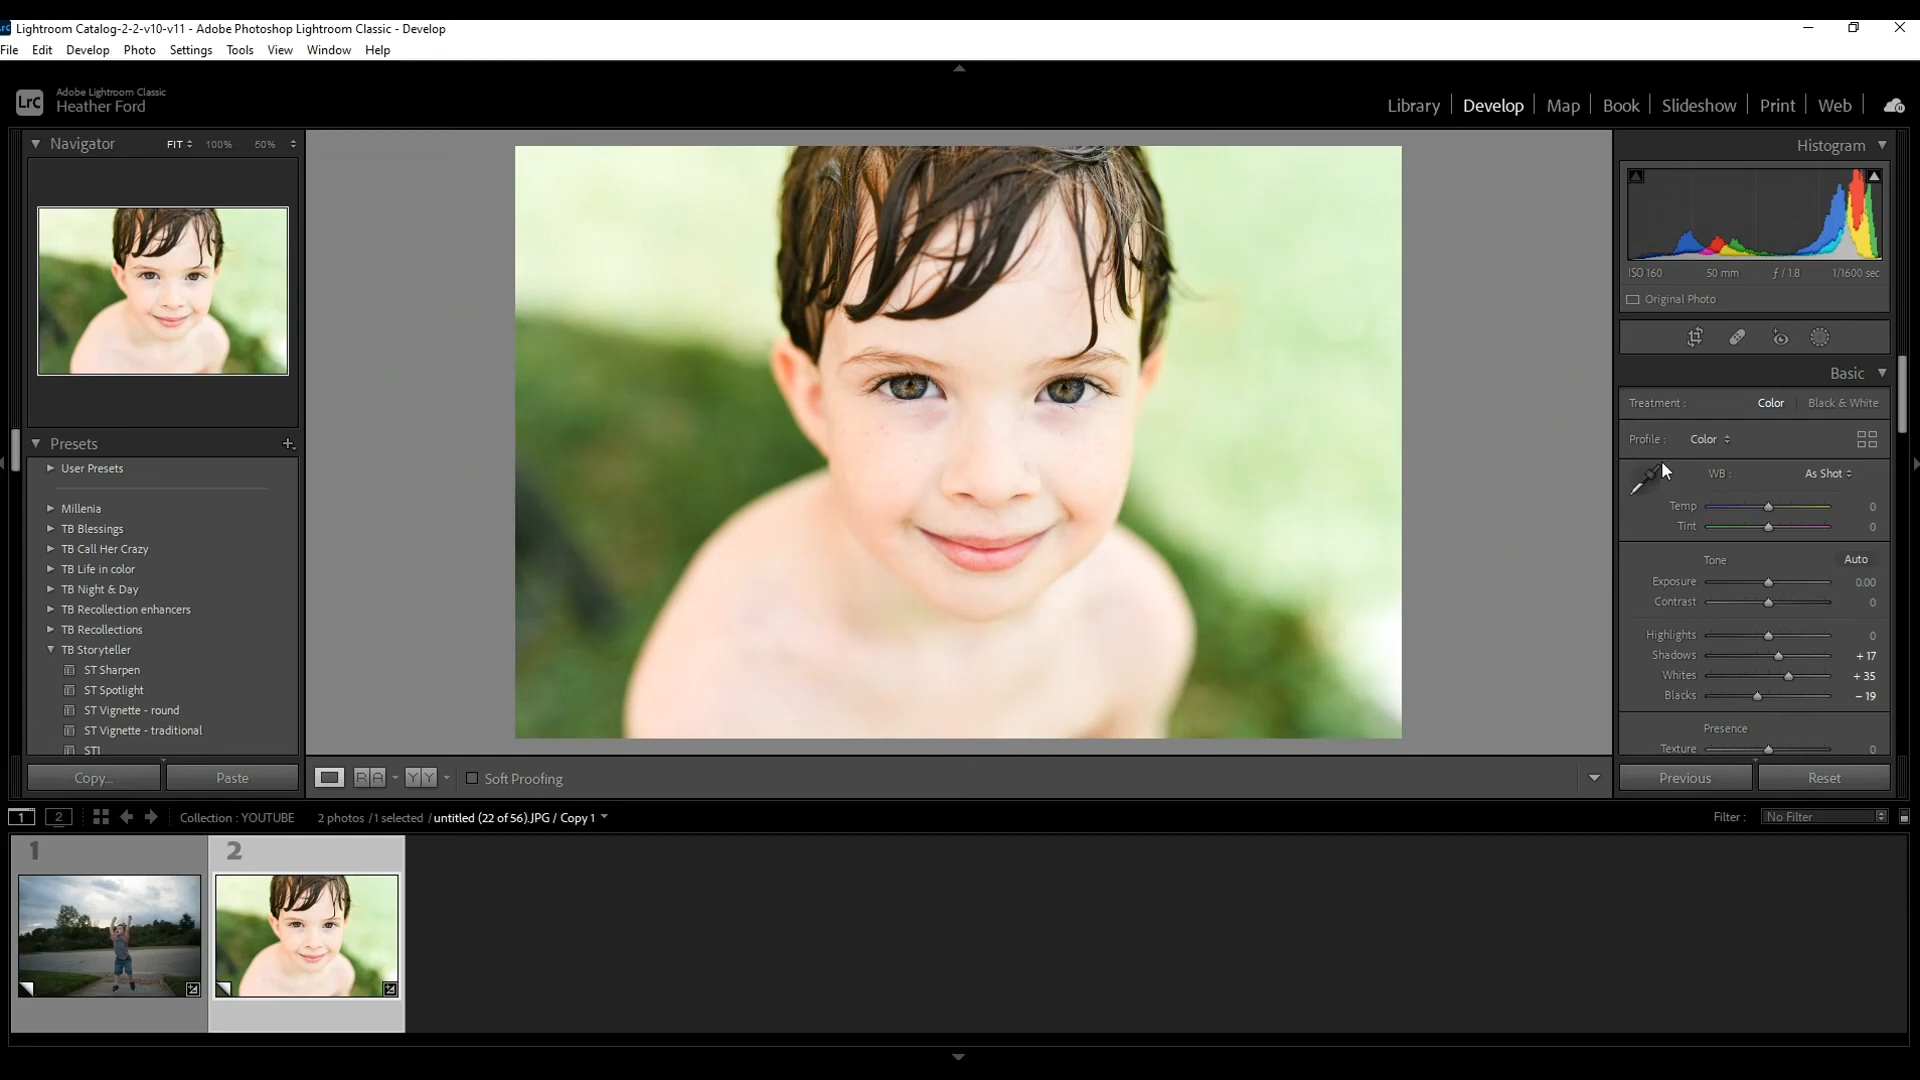 Lightroom Catalog-2-2-v10-v11 - Adobe Photoshop Lightroom Classic - Develop
File Edit Develop Photo Settings Tools View Window Help
LrC Adobe Lightroom Classic
Heather Ford
Library | Develop | Map | Book | Slideshow | Print | Web
Navigator FIT 100% 50%
Presets +
User Presets
Millenia
TB Blessings
TB Call Her Crazy
TB Life in color
TB Night & Day
TB Recollection enhancers
TB Recollections
TB Storyteller
ST Sharpen
ST Spotlight
ST Vignette - round
ST Vignette - traditional
ST1
Copy... Paste
Histogram
ISO 160 50 mm ƒ / 1.8 1/1600 sec
Original Photo
Basic
Treatment : Color Black & White
Profile : Color
WB : As Shot
Temp 0
Tint 0
Tone Auto
Exposure 0.00
Contrast 0
Highlights 0
Shadows + 17
Whites + 35
Blacks – 19
Presence
Texture 0
Previous Reset
R A Y Y Soft Proofing
1 2 Collection : YOUTUBE 2 photos / 1 selected / untitled (22 of 56).JPG / Copy 1 Filter : No Filter
1 2